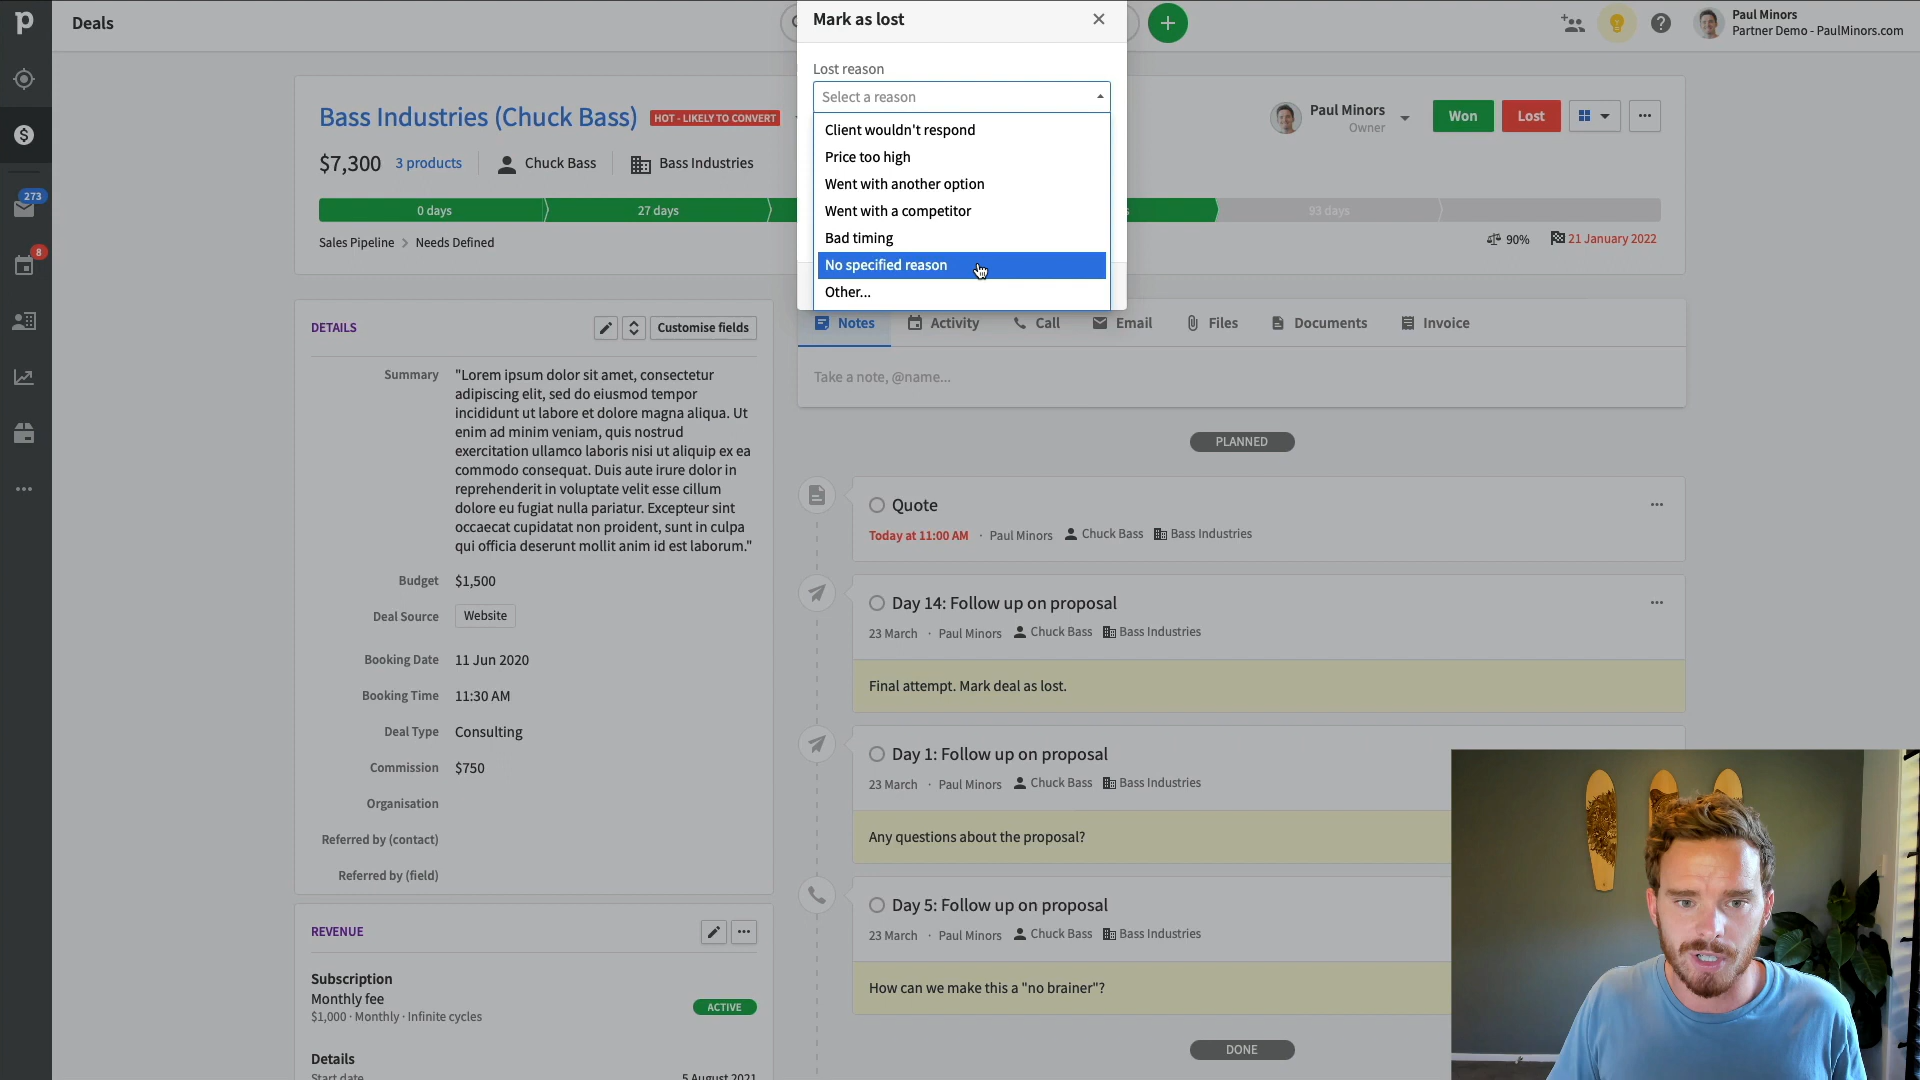 Deals
Mark as lost
Paul Minors
Partner Demo - PaulMinors.com
Lost reason
Select a reason
Client wouldn't respond
Price too high
Went with another option
Went with a competitor
Bad timing
No specified reason
Other...
Bass Industries (Chuck Bass)
HOT - LIKELY TO CONVERT
Paul Minors
Owner
Won
Lost
$7,300
3 products
Chuck Bass
Bass Industries
0 days
27 days
93 days
Sales Pipeline > Needs Defined
90%
21 January 2022
273
8
DETAILS
Customise fields
Summary
"Lorem ipsum dolor sit amet, consectetur
adipiscing elit, sed do eiusmod tempor
incididunt ut labore et dolore magna aliqua. Ut
enim ad minim veniam, quis nostrud
exercitation ullamco laboris nisi ut aliquip ex ea
commodo consequat. Duis aute irure dolor in
reprehenderit in voluptate velit esse cillum
dolore eu fugiat nulla pariatur. Excepteur sint
occaecat cupidatat non proident, sunt in culpa
qui officia deserunt mollit anim id est laborum."
Budget $1,500
Deal Source Website
Booking Date 11 Jun 2020
Booking Time 11:30 AM
Deal Type Consulting
Commission $750
Organisation
Referred by (contact)
Referred by (field)
REVENUE
Subscription
Monthly fee
$1,000 · Monthly · Infinite cycles
ACTIVE
Details
Start date 5 August 2021
Notes
Activity
Call
Email
Files
Documents
Invoice
Take a note, @name...
PLANNED
Quote
Today at 11:00 AM · Paul Minors Chuck Bass Bass Industries
Day 14: Follow up on proposal
23 March · Paul Minors Chuck Bass Bass Industries
Final attempt. Mark deal as lost.
Day 1: Follow up on proposal
23 March · Paul Minors Chuck Bass Bass Industries
Any questions about the proposal?
Day 5: Follow up on proposal
23 March · Paul Minors Chuck Bass Bass Industries
How can we make this a "no brainer"?
DONE